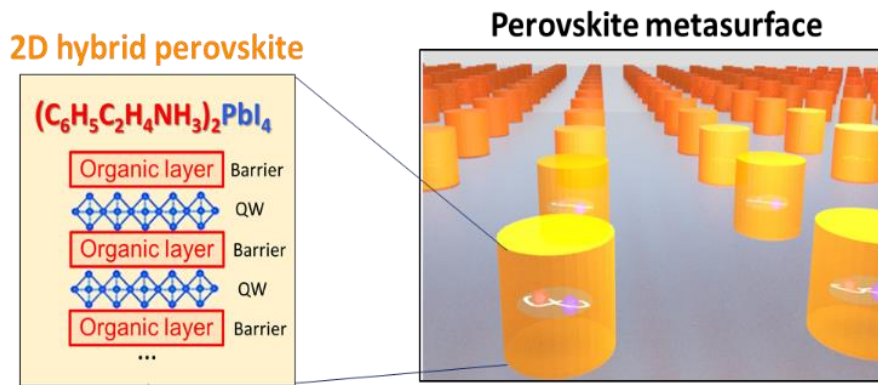 2D hybrid perovskite
Perovskite metasurface
(C₆H₅C₂H₄NH₃)₂PbI₄
Organic layer Barrier
QW
Organic layer Barrier
QW
Organic layer Barrier
...